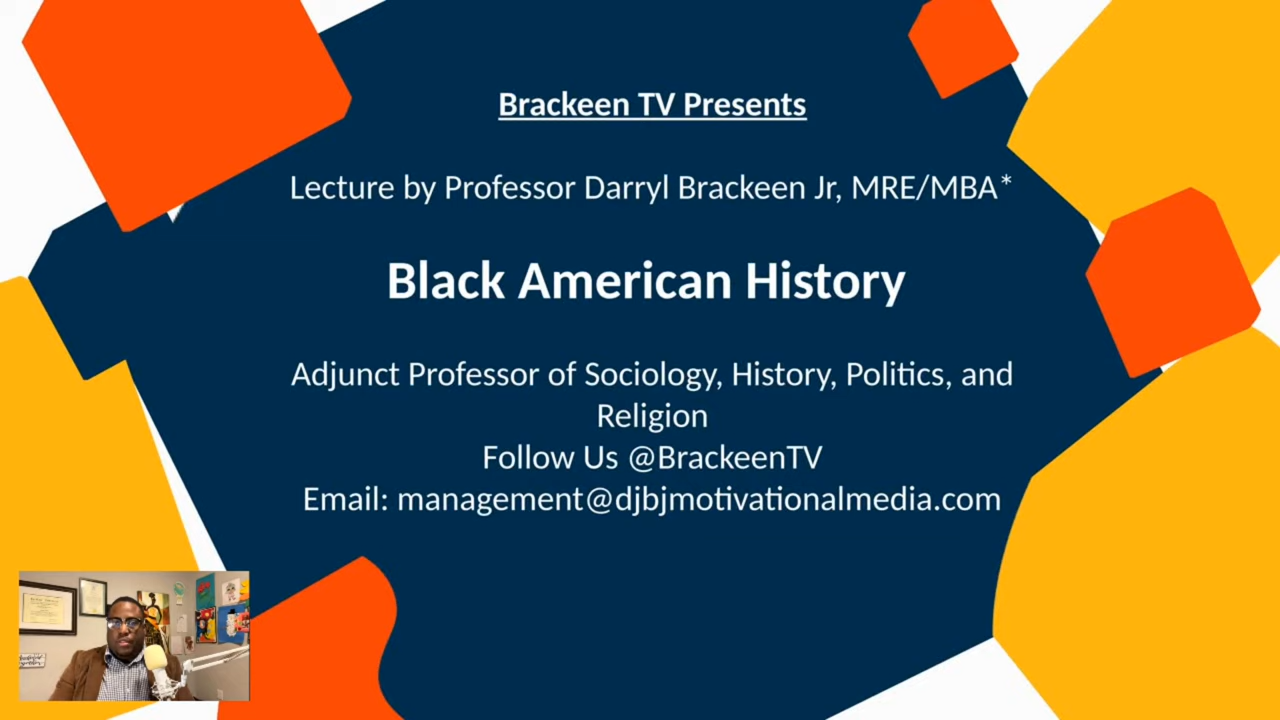 Brackeen TV Presents
Lecture by Professor Darryl Brackeen Jr, MRE/MBA*
Black American History
Adjunct Professor of Sociology, History, Politics, and
Religion
Follow Us @BrackeenTV
Email: management@djbjmotivationalmedia.com